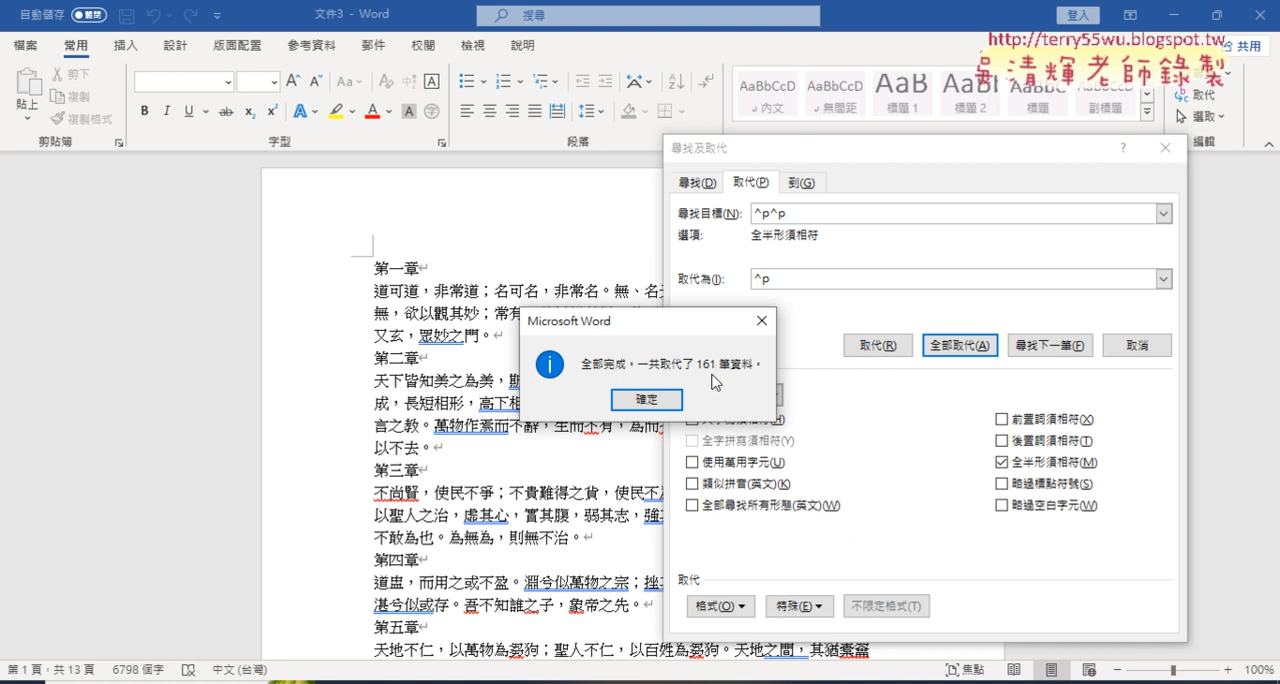 自動儲存 關閉 文件3 - Word 搜尋 登入
檔案 常用 插入 設計 版面配置 參考資料 郵件 校閱 檢視 說明 共用
http://terry55wu.blogspot.tw
吳清輝老師錄製
貼上 剪下 複製 複製格式
AaBbCcD AaBbCcD AaB AaBl AaBbC AaBbCcD
內文 無間距 標題 1 標題 2 標題 副標題
取代
選取
剪貼簿 字型 段落 編輯
尋找及取代
尋找(D) 取代(P) 到(G)
尋找目標(N): ^p^p
選項: 全半形須相符
取代為(I): ^p
取代(R) 全部取代(A) 尋找下一筆(F) 取消
Microsoft Word
全部完成。一共取代了 161 筆資料。
確定
全字拼寫須相符(Y)
使用萬用字元(U)
類似拼音(英文)(K)
全部尋找所有形態(英文)(W)
前置詞須相符(X)
後置詞須相符(T)
全半形須相符(M)
略過標點符號(S)
略過空白字元(W)
取代
格式(O) 特殊(E) 不限定格式(T)
第一章
道可道，非常道；名可名，非常名。無、名
無，欲以觀其妙；常有
又玄，眾妙之門。
第二章
天下皆知美之為美，
成，長短相形，高下相
言之教。萬物作焉而不辭，生而不有，為而
以不去。
第三章
不尚賢，使民不爭；不貴難得之貨，使民不
以聖人之治，虛其心，實其腹，弱其志，強
不敢為也。為無為，則無不治。
第四章
道盅，而用之或不盈。淵兮似萬物之宗；挫
湛兮似或存。吾不知誰之子，象帝之先。
第五章
天地不仁，以萬物為芻狗；聖人不仁，以百姓為芻狗。天地之間，其猶橐籥
第 1 頁，共 13 頁 6798 個字 中文 (台灣) 焦點 100%